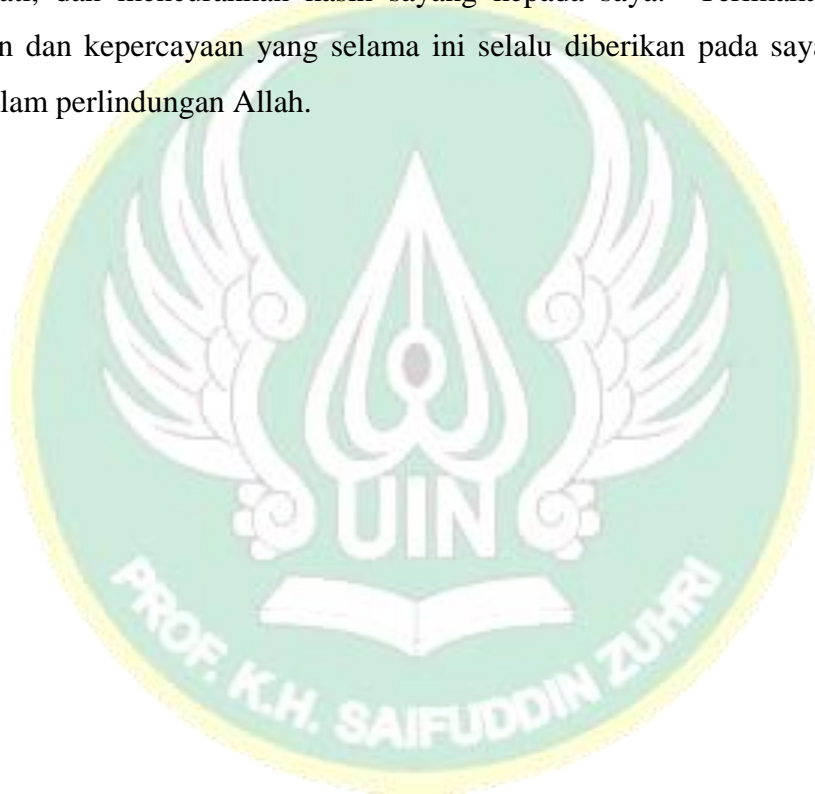 ati, dan mencurahkan kasih sayang kepada saya.
n dan kepercayaan yang selama ini selalu diberikan pada saya
lam perlindungan Allah.
UIN
PROF. K.H. SAIFUDDIN ZUHRI